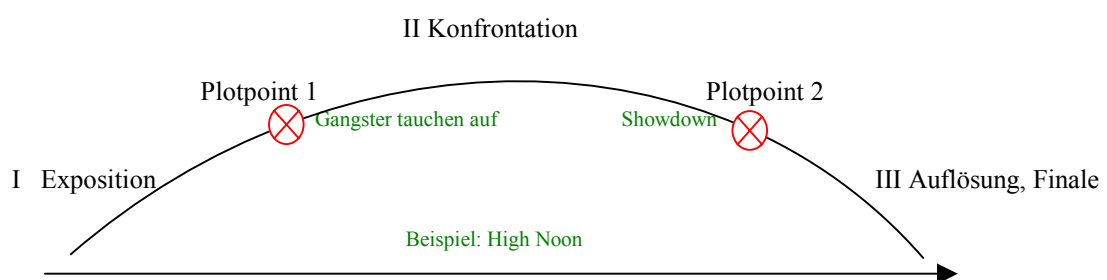 II Konfrontation
Plotpoint 1
Plotpoint 2
Gangster tauchen auf
Showdown
I Exposition
III Auflösung, Finale
Beispiel: High Noon